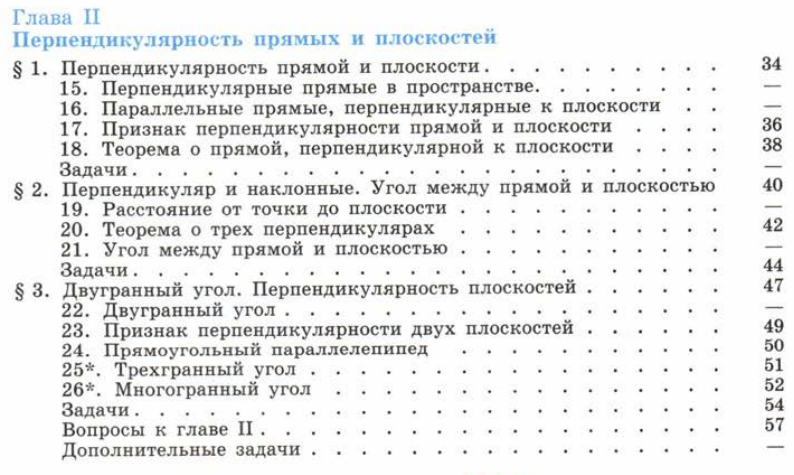 Глава II
Перпендикулярность прямых и плоскостей
§ 1. Перпендикулярность прямой и плоскости . . . . . . . . . . 34
15. Перпендикулярные прямые в пространстве. . . . . . . . —
16. Параллельные прямые, перпендикулярные к плоскости . . —
17. Признак перпендикулярности прямой и плоскости . . . . 36
18. Теорема о прямой, перпендикулярной к плоскости . . . . 38
Задачи . . . . . . . . . . . . . . . . . . . . . . —
§ 2. Перпендикуляр и наклонные. Угол между прямой и плоскостью 40
19. Расстояние от точки до плоскости . . . . . . . . . . . —
20. Теорема о трех перпендикулярах . . . . . . . . . . . 42
21. Угол между прямой и плоскостью . . . . . . . . . . . —
Задачи . . . . . . . . . . . . . . . . . . . . . . 44
§ 3. Двугранный угол. Перпендикулярность плоскостей . . . . . . 47
22. Двугранный угол . . . . . . . . . . . . . . . . . —
23. Признак перпендикулярности двух плоскостей . . . . . . 49
24. Прямоугольный параллелепипед . . . . . . . . . . . 50
25*. Трехгранный угол . . . . . . . . . . . . . . . . 51
26*. Многогранный угол . . . . . . . . . . . . . . . . 52
Задачи . . . . . . . . . . . . . . . . . . . . . . 54
Вопросы к главе II . . . . . . . . . . . . . . . . . . 57
Дополнительные задачи . . . . . . . . . . . . . . . . —